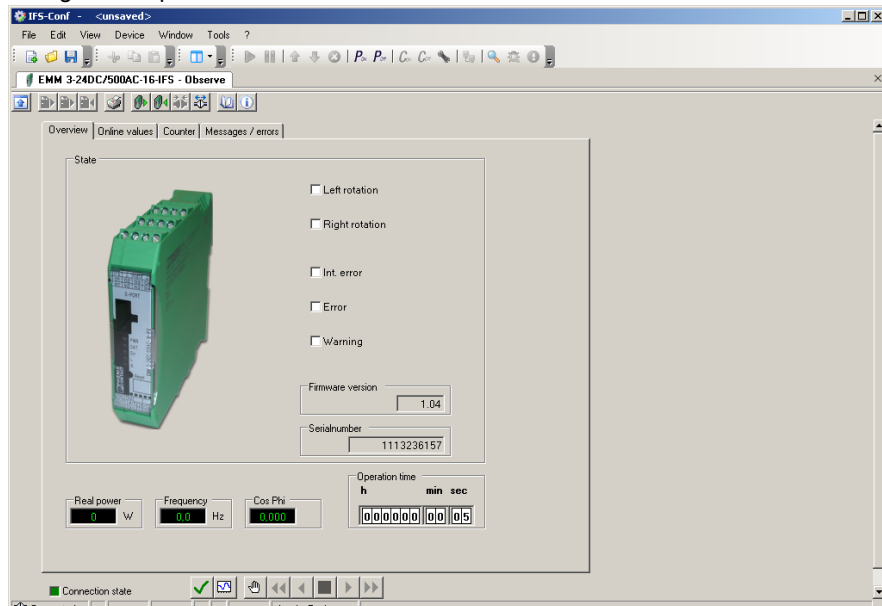 IFS-Conf - <unsaved>
File Edit View Device Window Tools ?
EMM 3-24DC/500AC-16-IFS - Observe
Overview Online values Counter Messages / errors
State
Left rotation
Right rotation
Int. error
Error
Warning
S-PORT
PWR
DAT
Firmware version
1.04
Serialnumber
1113236157
Operation time
h min sec
000000 00 05
Real power Frequency Cos Phi
0 W 0,0 Hz 0,000
Connection state